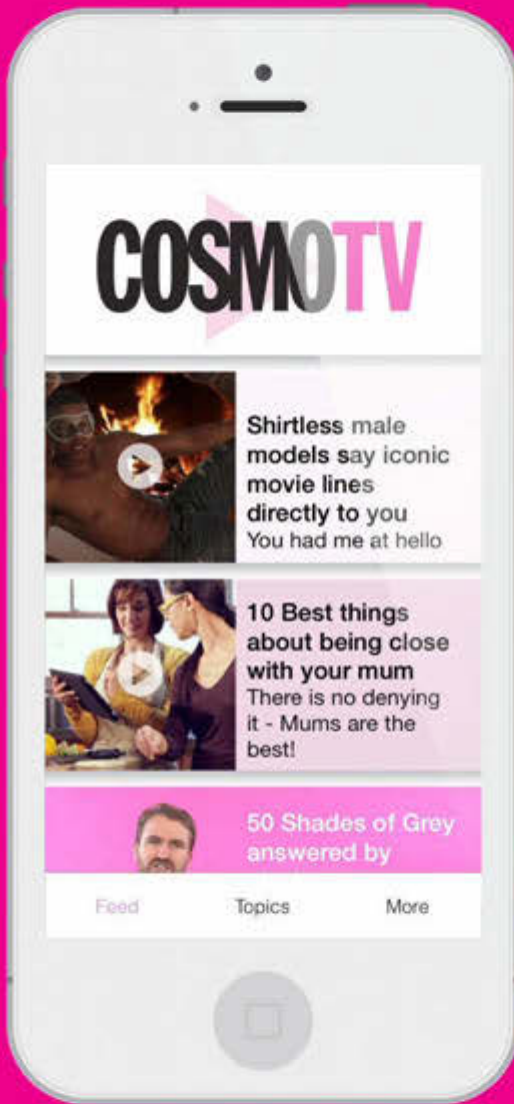 COSMOTV
Shirtless male
models say iconic
movie lines
directly to you
You had me at hello
10 Best things
about being close
with your mum
There is no denying
it - Mums are the
best!
50 Shades of Grey
answered by
Feed Topics More